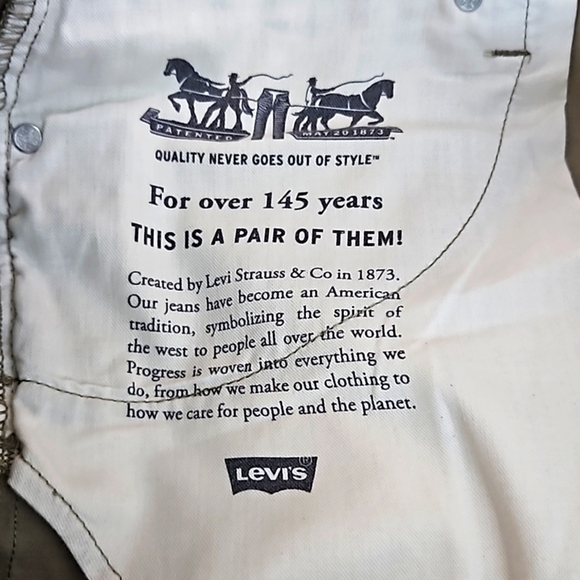 PATENTED MAY 20 1873
QUALITY NEVER GOES OUT OF STYLE™
For over 145 years
THIS IS A PAIR OF THEM!
Created by Levi Strauss & Co in 1873.
Our jeans have become an American
tradition, symbolizing the spirit of
the west to people all over the world.
Progress is woven into everything we
do, from how we make our clothing to
how we care for people and the planet.
LEVI'S®